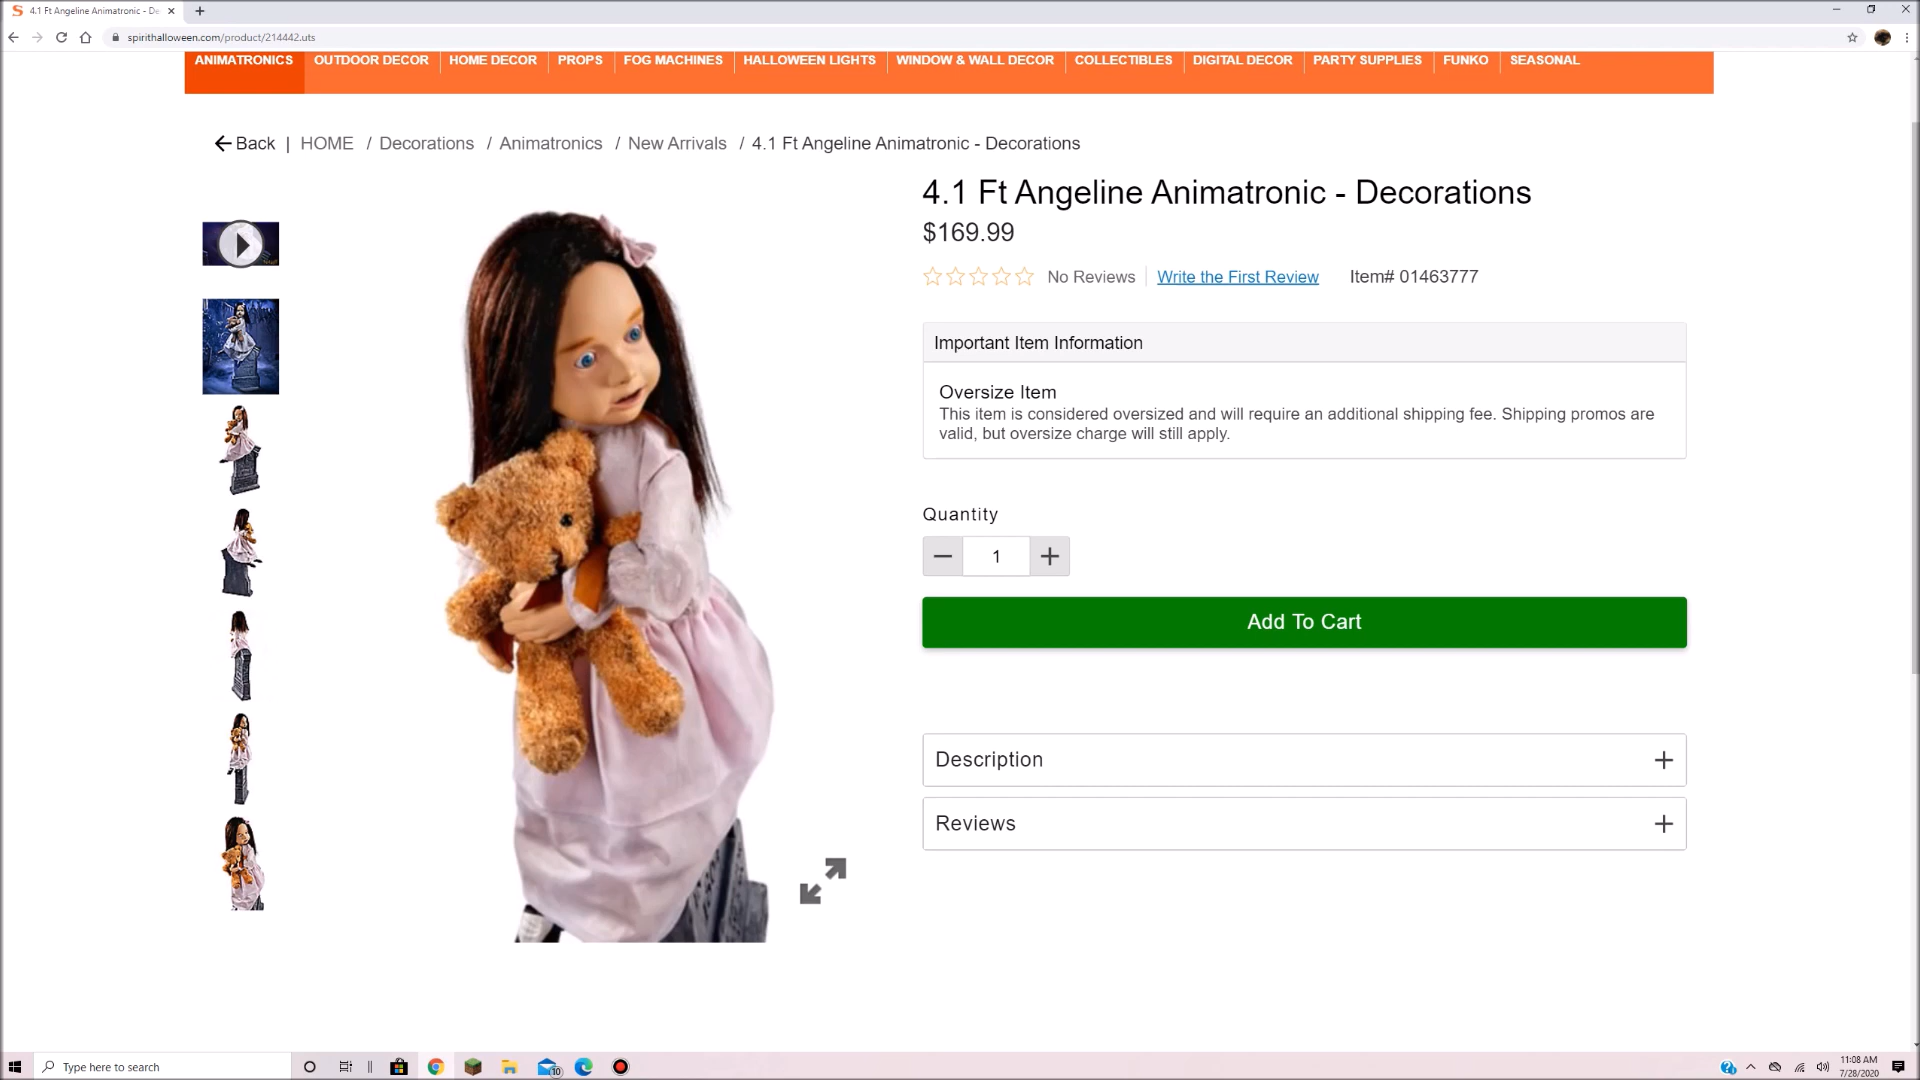 4.1 Ft Angeline Animatronic - De
spirithalloween.com/product/214442.uts
ANIMATRONICS
OUTDOOR DECOR
HOME DECOR
PROPS
FOG MACHINES
HALLOWEEN LIGHTS
WINDOW & WALL DECOR
COLLECTIBLES
DIGITAL DECOR
PARTY SUPPLIES
FUNKO
SEASONAL
Back | HOME / Decorations / Animatronics / New Arrivals / 4.1 Ft Angeline Animatronic - Decorations
4.1 Ft Angeline Animatronic - Decorations
$169.99
No Reviews Write the First Review Item# 01463777
Important Item Information
Oversize Item
This item is considered oversized and will require an additional shipping fee. Shipping promos are
valid, but oversize charge will still apply.
Quantity
1
Add To Cart
Description
Reviews
Type here to search
10
11:08 AM
7/28/2020